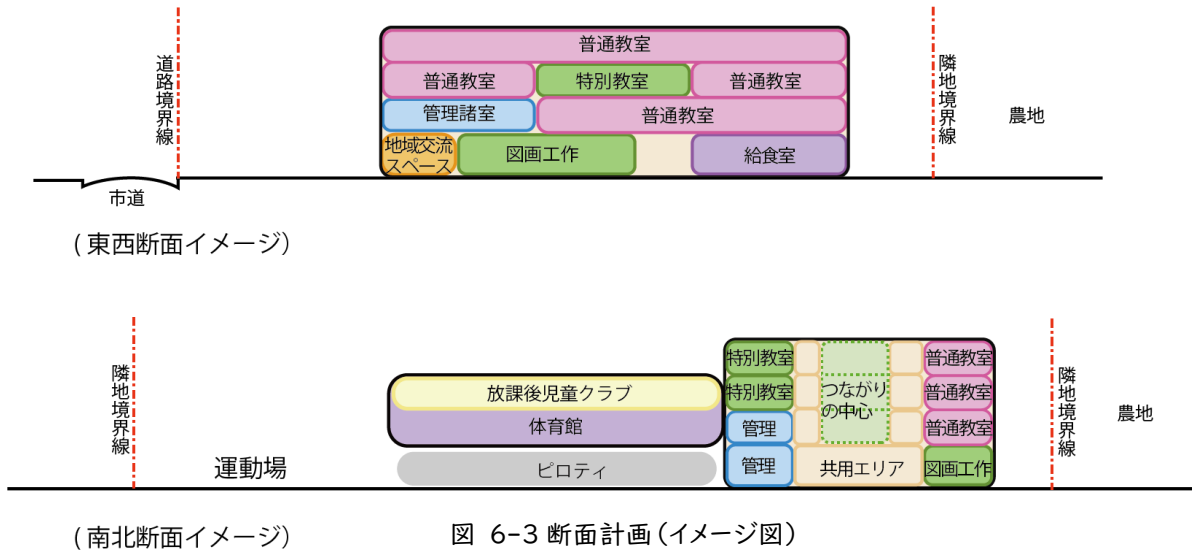 普通教室
普通教室
特別教室
普通教室
管理諸室
普通教室
地域交流
スペース
図画工作
給食室
道路境界線
隣地境界線
農地
市道
(東西断面イメージ)
隣地境界線
運動場
放課後児童クラブ
体育館
ピロティ
特別教室
特別教室
管理
管理
つながり
の中心
共用エリア
普通教室
普通教室
普通教室
図画工作
隣地境界線
農地
(南北断面イメージ)
図 6-3 断面計画(イメージ図)